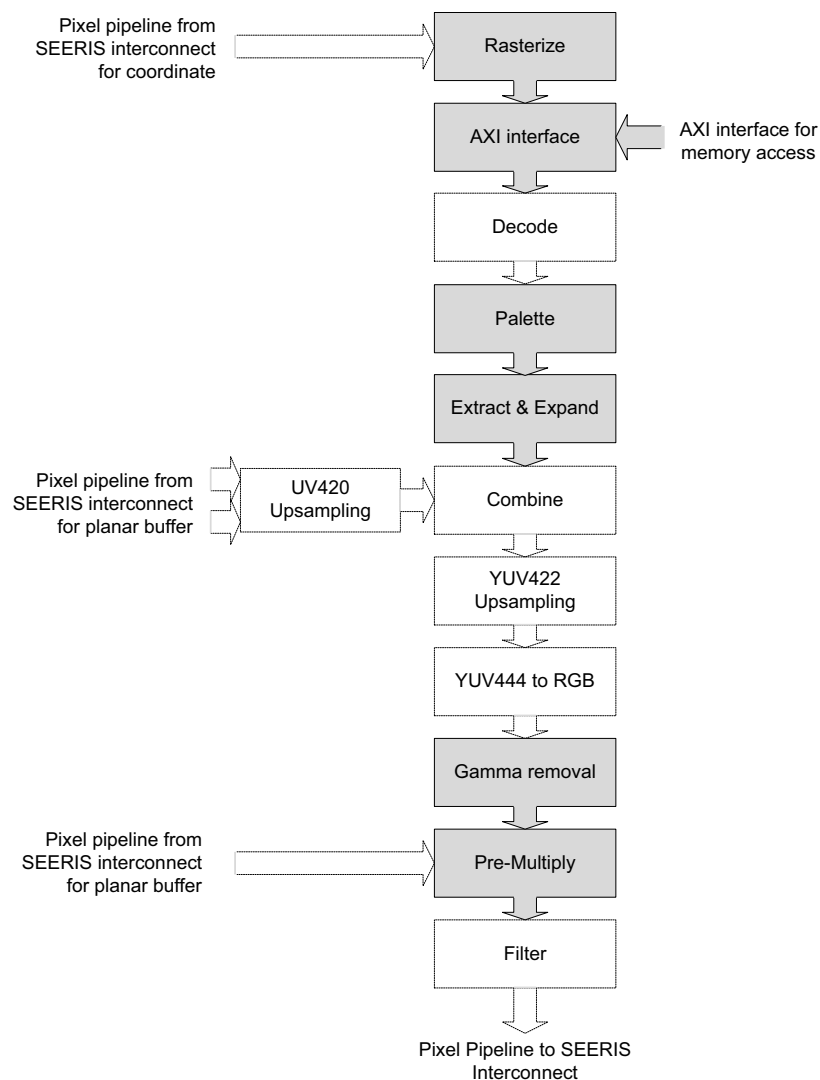 Pixel pipeline from
SEERIS interconnect
for coordinate
Rasterize
AXI interface
AXI interface for
memory access
Decode
Palette
Extract & Expand
Pixel pipeline from
SEERIS interconnect
for planar buffer
UV420
Upsampling
Combine
YUV422
Upsampling
YUV444 to RGB
Gamma removal
Pixel pipeline from
SEERIS interconnect
for planar buffer
Pre-Multiply
Filter
Pixel Pipeline to SEERIS
Interconnect